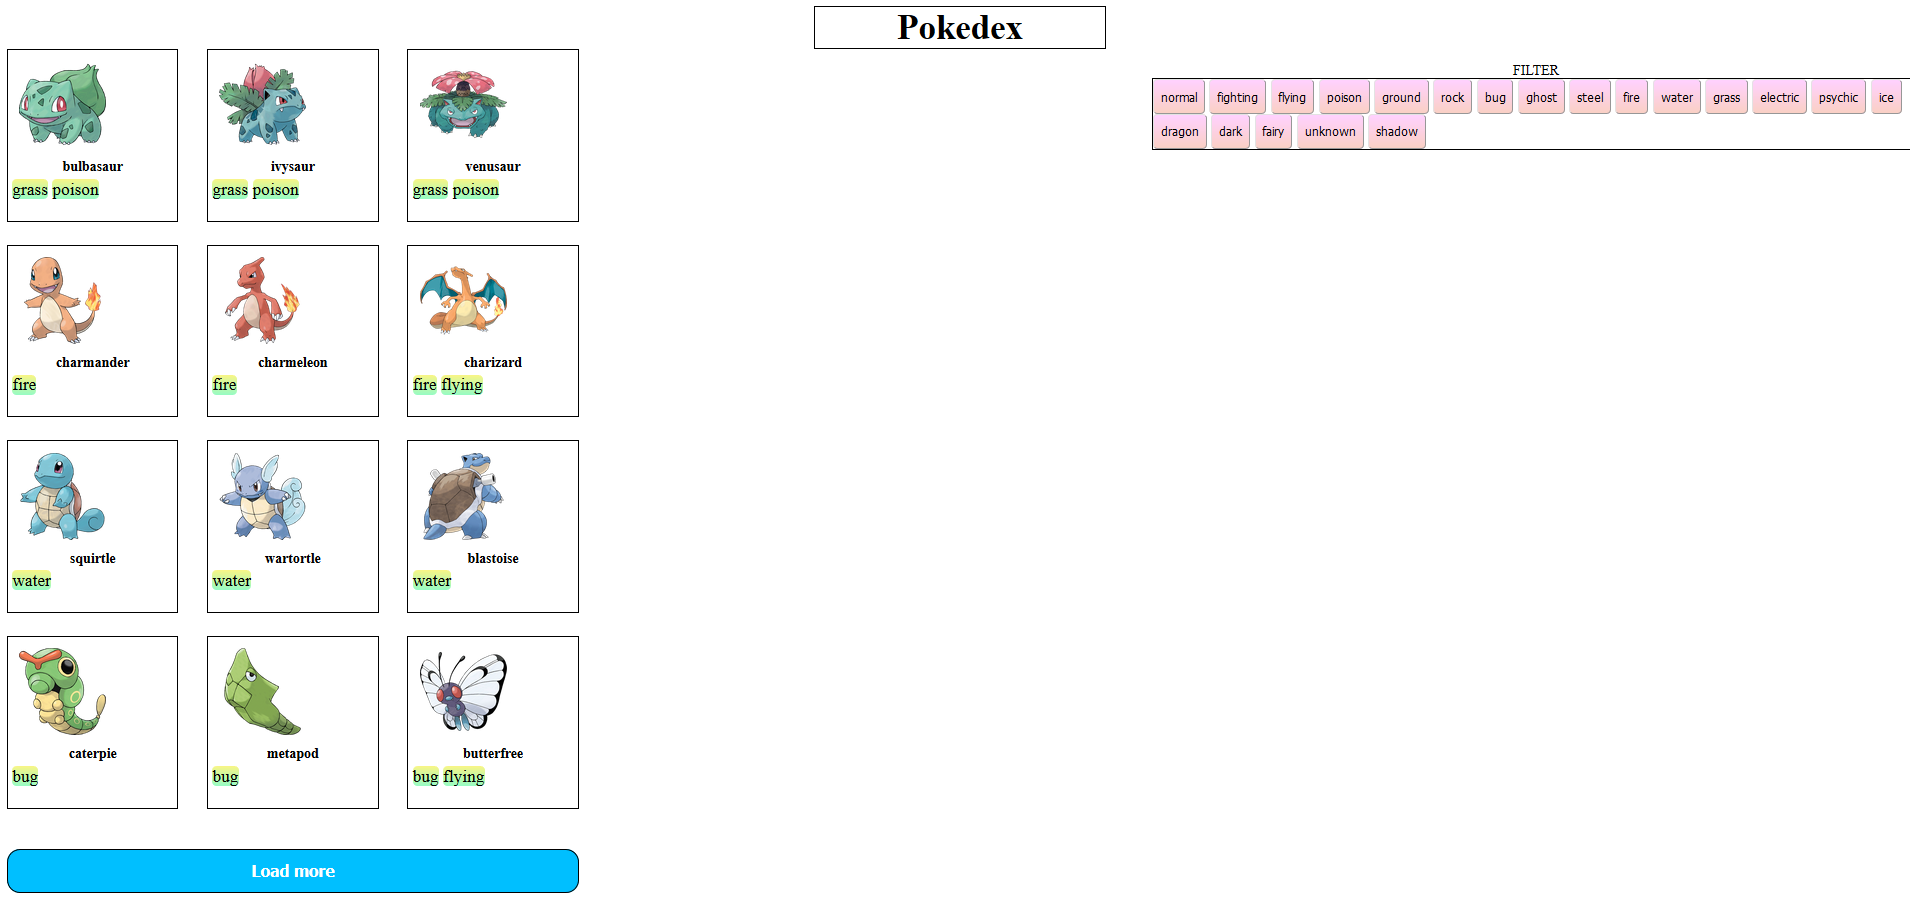 Pokedex
FILTER
normal fighting flying poison ground rock bug ghost steel fire water grass electric psychic ice
dragon dark fairy unknown shadow
bulbasaur
grass poison
ivysaur
grass poison
venusaur
grass poison
charmander
fire
charmeleon
fire
charizard
fire flying
squirtle
water
wartortle
water
blastoise
water
caterpie
bug
metapod
bug
butterfree
bug flying
Load more